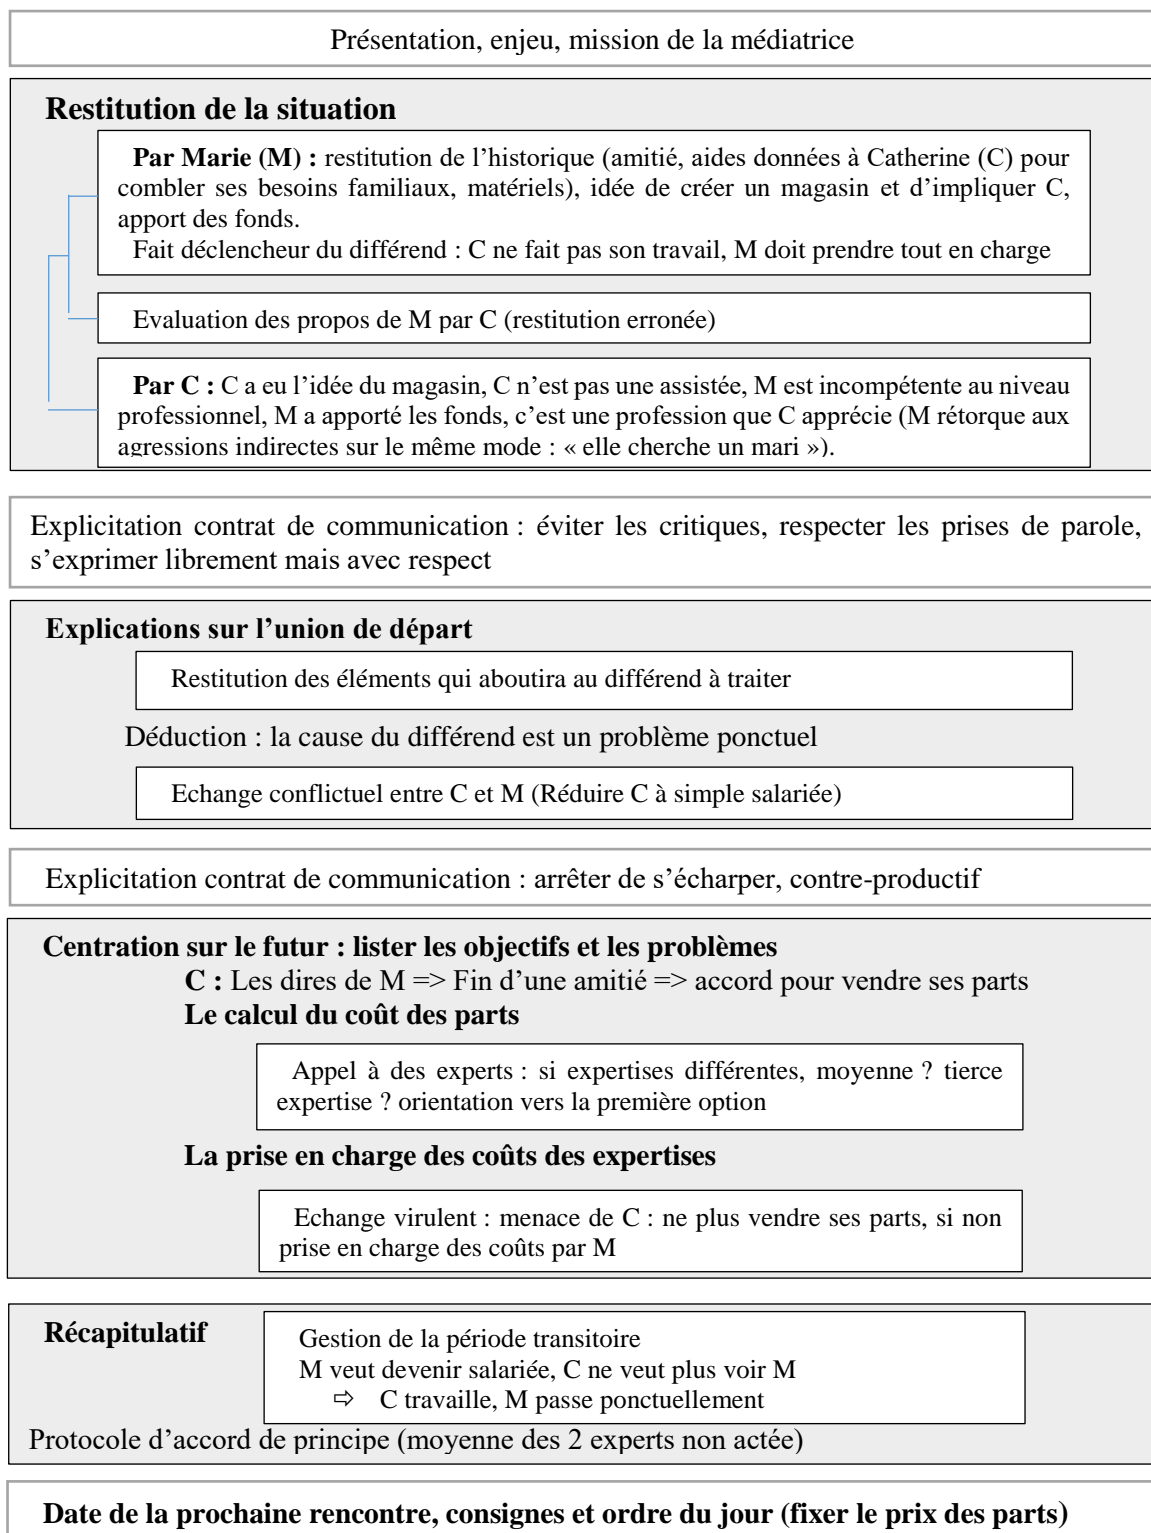 Présentation, enjeu, mission de la médiatrice
Restitution de la situation
Par Marie (M) : restitution de l’historique (amitié, aides données à Catherine (C) pour
combler ses besoins familiaux, matériels), idée de créer un magasin et d’impliquer C,
apport des fonds.
Fait déclencheur du différend : C ne fait pas son travail, M doit prendre tout en charge
Evaluation des propos de M par C (restitution erronée)
Par C : C a eu l’idée du magasin, C n’est pas une assistée, M est incompétente au niveau
professionnel, M a apporté les fonds, c’est une profession que C apprécie (M rétorque aux
agressions indirectes sur le même mode : « elle cherche un mari »).
Explicitation contrat de communication : éviter les critiques, respecter les prises de parole,
s’exprimer librement mais avec respect
Explications sur l’union de départ
Restitution des éléments qui aboutira au différend à traiter
Déduction : la cause du différend est un problème ponctuel
Echange conflictuel entre C et M (Réduire C à simple salariée)
Explicitation contrat de communication : arrêter de s’écharper, contre-productif
Centration sur le futur : lister les objectifs et les problèmes
C : Les dires de M => Fin d’une amitié => accord pour vendre ses parts
Le calcul du coût des parts
Appel à des experts : si expertises différentes, moyenne ? tierce
expertise ? orientation vers la première option
La prise en charge des coûts des expertises
Echange virulent : menace de C : ne plus vendre ses parts, si non
prise en charge des coûts par M
Récapitulatif
Gestion de la période transitoire
M veut devenir salariée, C ne veut plus voir M
⇨ C travaille, M passe ponctuellement
Protocole d’accord de principe (moyenne des 2 experts non actée)
Date de la prochaine rencontre, consignes et ordre du jour (fixer le prix des parts)